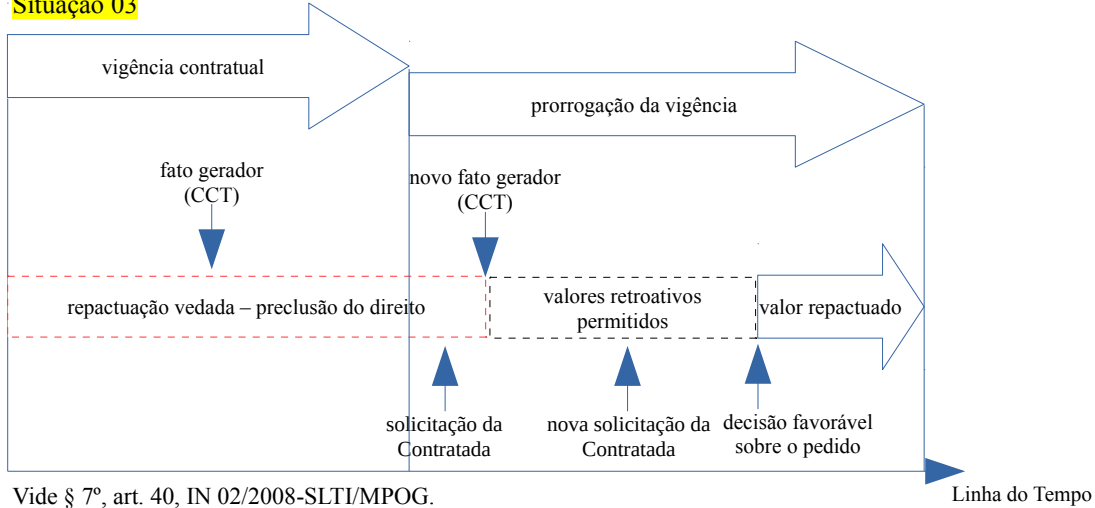 Situação 03
vigência contratual
prorrogação da vigência
fato gerador
(CCT)
novo fato gerador
(CCT)
repactuação vedada – preclusão do direito
valores retroativos
permitidos
valor repactuado
solicitação da
Contratada
nova solicitação da
Contratada
decisão favorável
sobre o pedido
Linha do Tempo
Vide § 7º, art. 40, IN 02/2008-SLTI/MPOG.